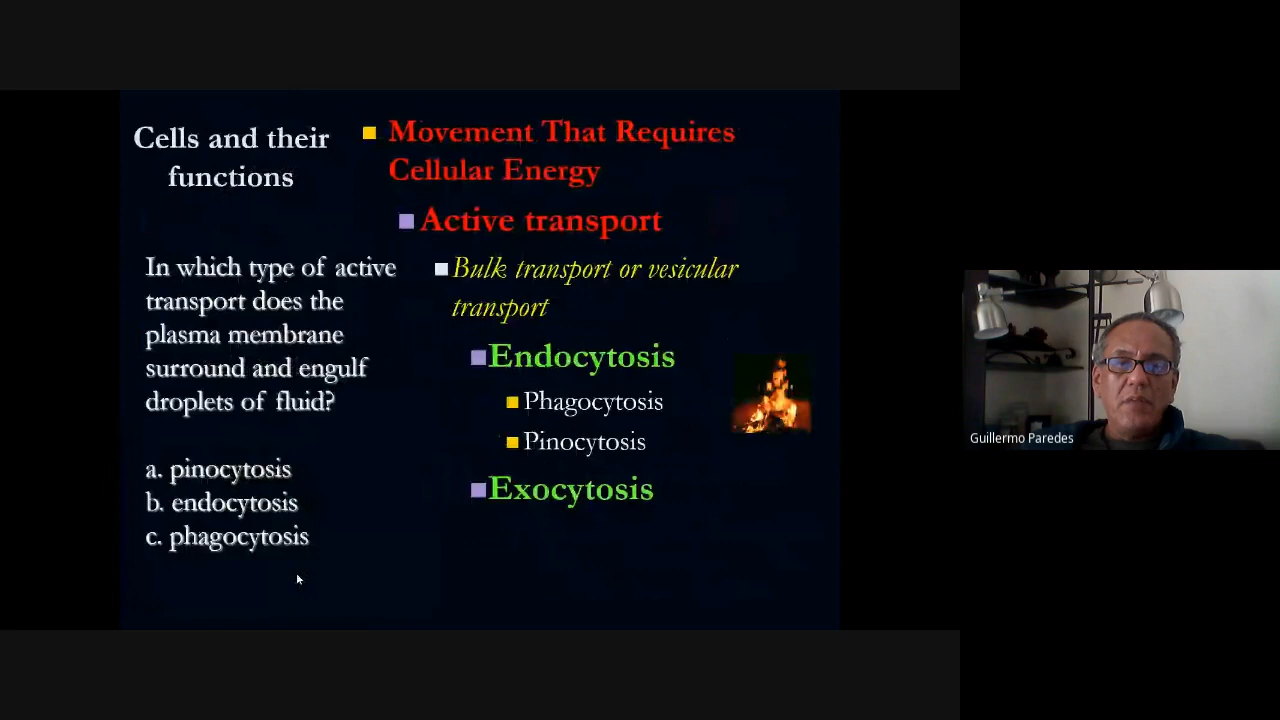 Cells and their
functions
In which type of active
transport does the
plasma membrane
surround and engulf
droplets of fluid?
a. pinocytosis
b. endocytosis
c. phagocytosis
Movement That Requires
Cellular Energy
Active transport
Bulk transport or vesicular
transport
Endocytosis
Phagocytosis
Pinocytosis
Exocytosis
Guillermo Paredes